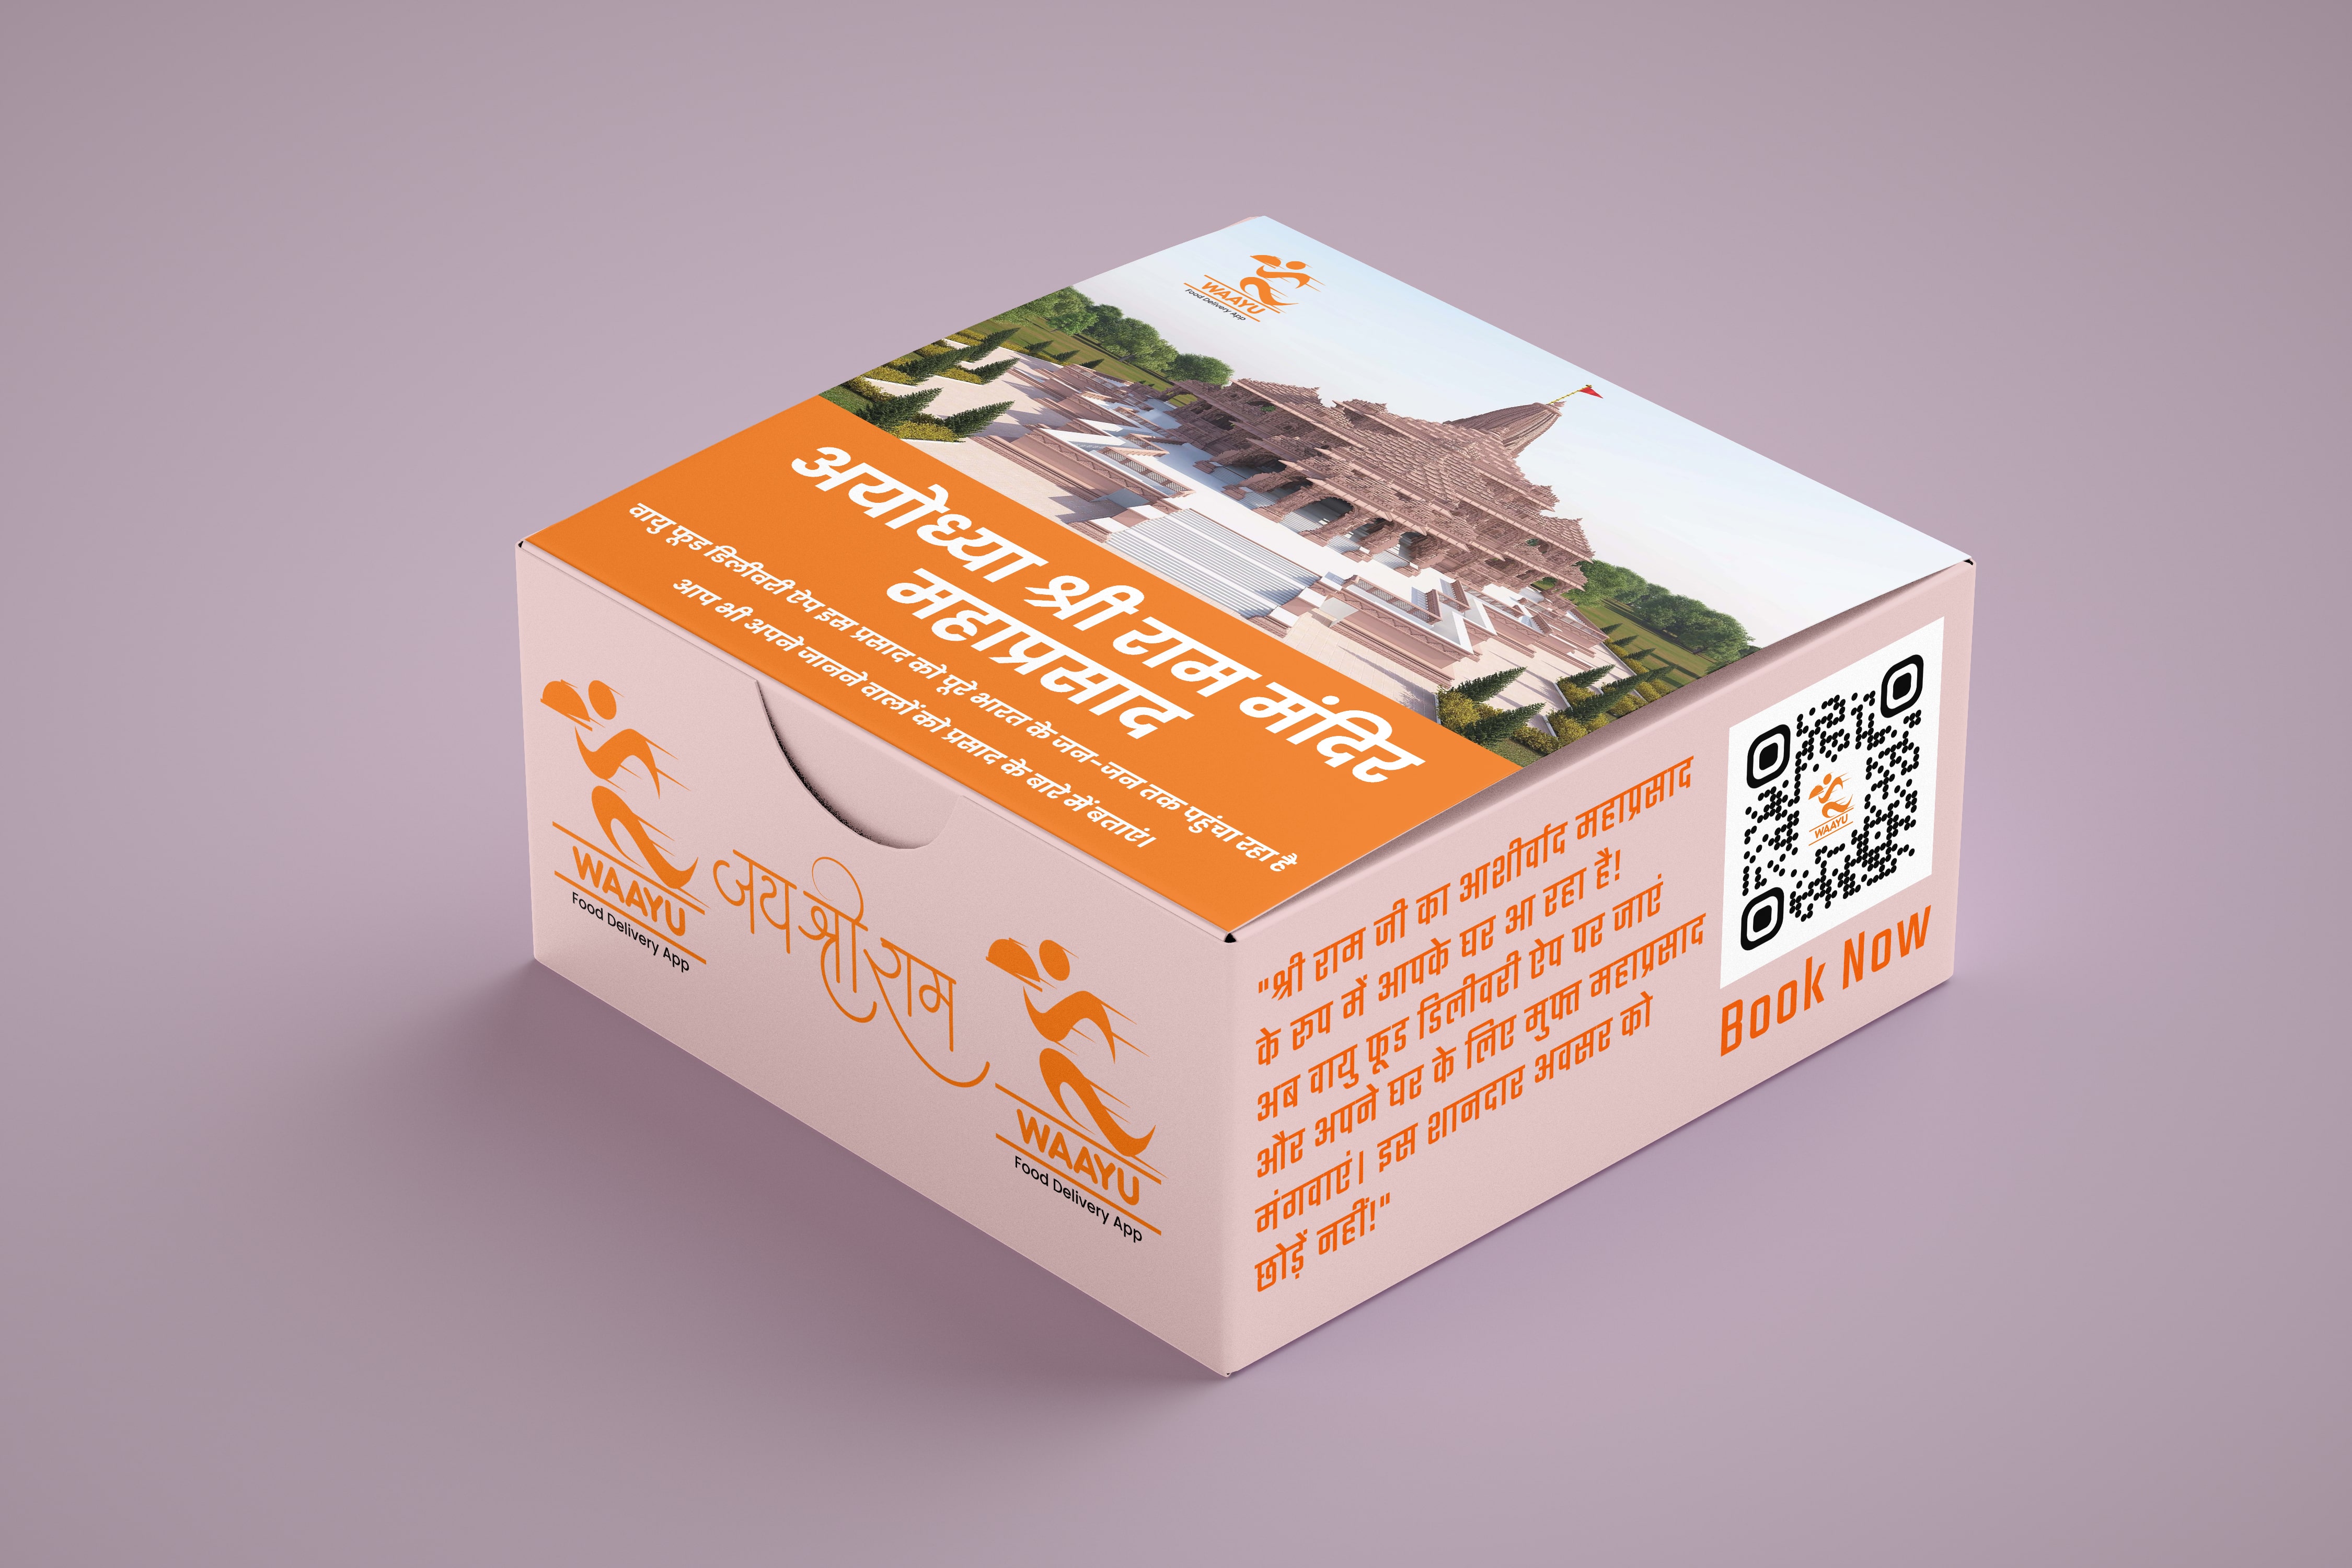 WAAYU
Food Delivery App
अयोध्या श्री राम मंदिर
महाप्रसाद
वायु फूड डिलीवरी ऐप इस प्रसाद को पूरे भारत के जन-जन तक पहुंचा रहा है
आप भी अपने जानने वालों को प्रसाद के बारे में बताएं।
WAAYU
Food Delivery App
जय श्री राम
WAAYU
Food Delivery App
"श्री राम जी का आशीर्वाद महाप्रसाद
के रूप में आपके घर आ रहा है!
अब वायु फूड डिलीवरी ऐप पर जाएं
और अपने घर के लिए मुफ्त महाप्रसाद
मंगवाएं। इस शानदार अवसर को
छोड़ें नहीं!"
WAAYU
Book Now